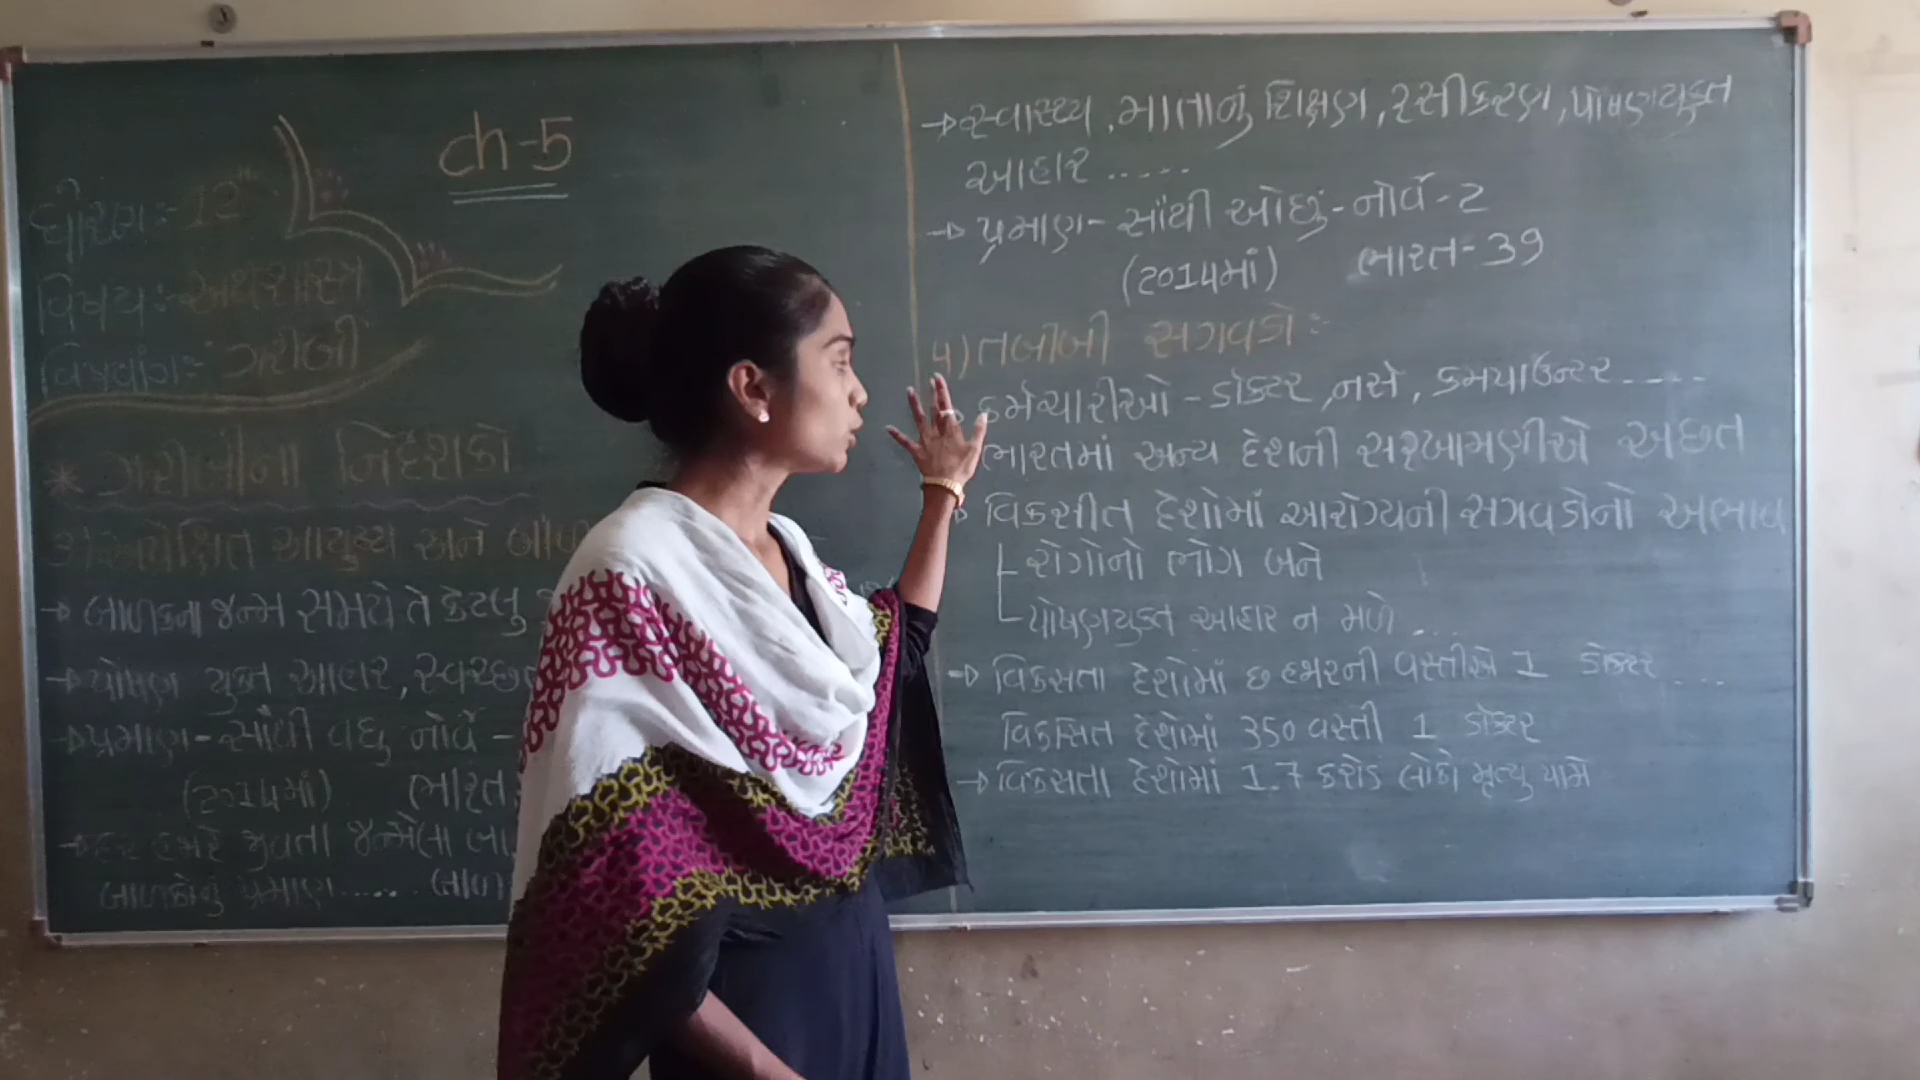 ch-5
ધોરણ:- 12th
વિષય:- અર્થશાસ્ત્ર
વિષયાંગ:- ગરીબી
* ગરીબીના નિર્દેશકો
અપેક્ષિત આયુષ્ય અને
→ બાળકના જન્મ સમયે તે કેટલુ
→ પોષણ યુક્ત આહાર,
→ પ્રમાણ - સૌથી વધુ નોર્વે -
(2014માં) ભારત
→ દર હજારે જીવતા જન્મેલા
બાળકોનું પ્રમાણ......
→ સ્વાસ્થ્ય, માતાનું શિક્ષણ, રસીકરણ, પોષણયુક્ત
આહાર .....
→ પ્રમાણ - સૌથી ઓછું - નોર્વે - 2
(2014માં) ભારત - 39
5) તબીબી સગવડો :-
કર્મચારીઓ - ડૉક્ટર, નર્સ, કમ્પાઉન્ટર....
ભારતમાં અન્ય દેશની સરખામણીએ અછત
વિકસીત દેશોમાં આરોગ્યની સગવડોનો અભાવ
રોગોનો ભોગ બને
પોષણયુક્ત આહાર ન મળે ...
→ વિકસતા દેશોમાં છ હજારની વસ્તીએ 1 ડોક્ટર ...
વિકસિત દેશોમાં 350 વસ્તી 1 ડૉક્ટર
→ વિકસતા દેશોમાં 1.7 કરોડ લોકો મૃત્યુ પામે